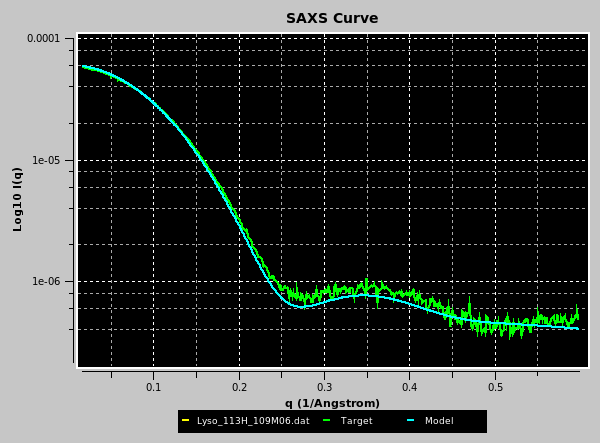 SAXS Curve
0.0001
1e-05
1e-06
Log10 I(q)
0.1 0.2 0.3 0.4 0.5
q (1/Angstrom)
Lyso_113H_109M06.dat Target Model